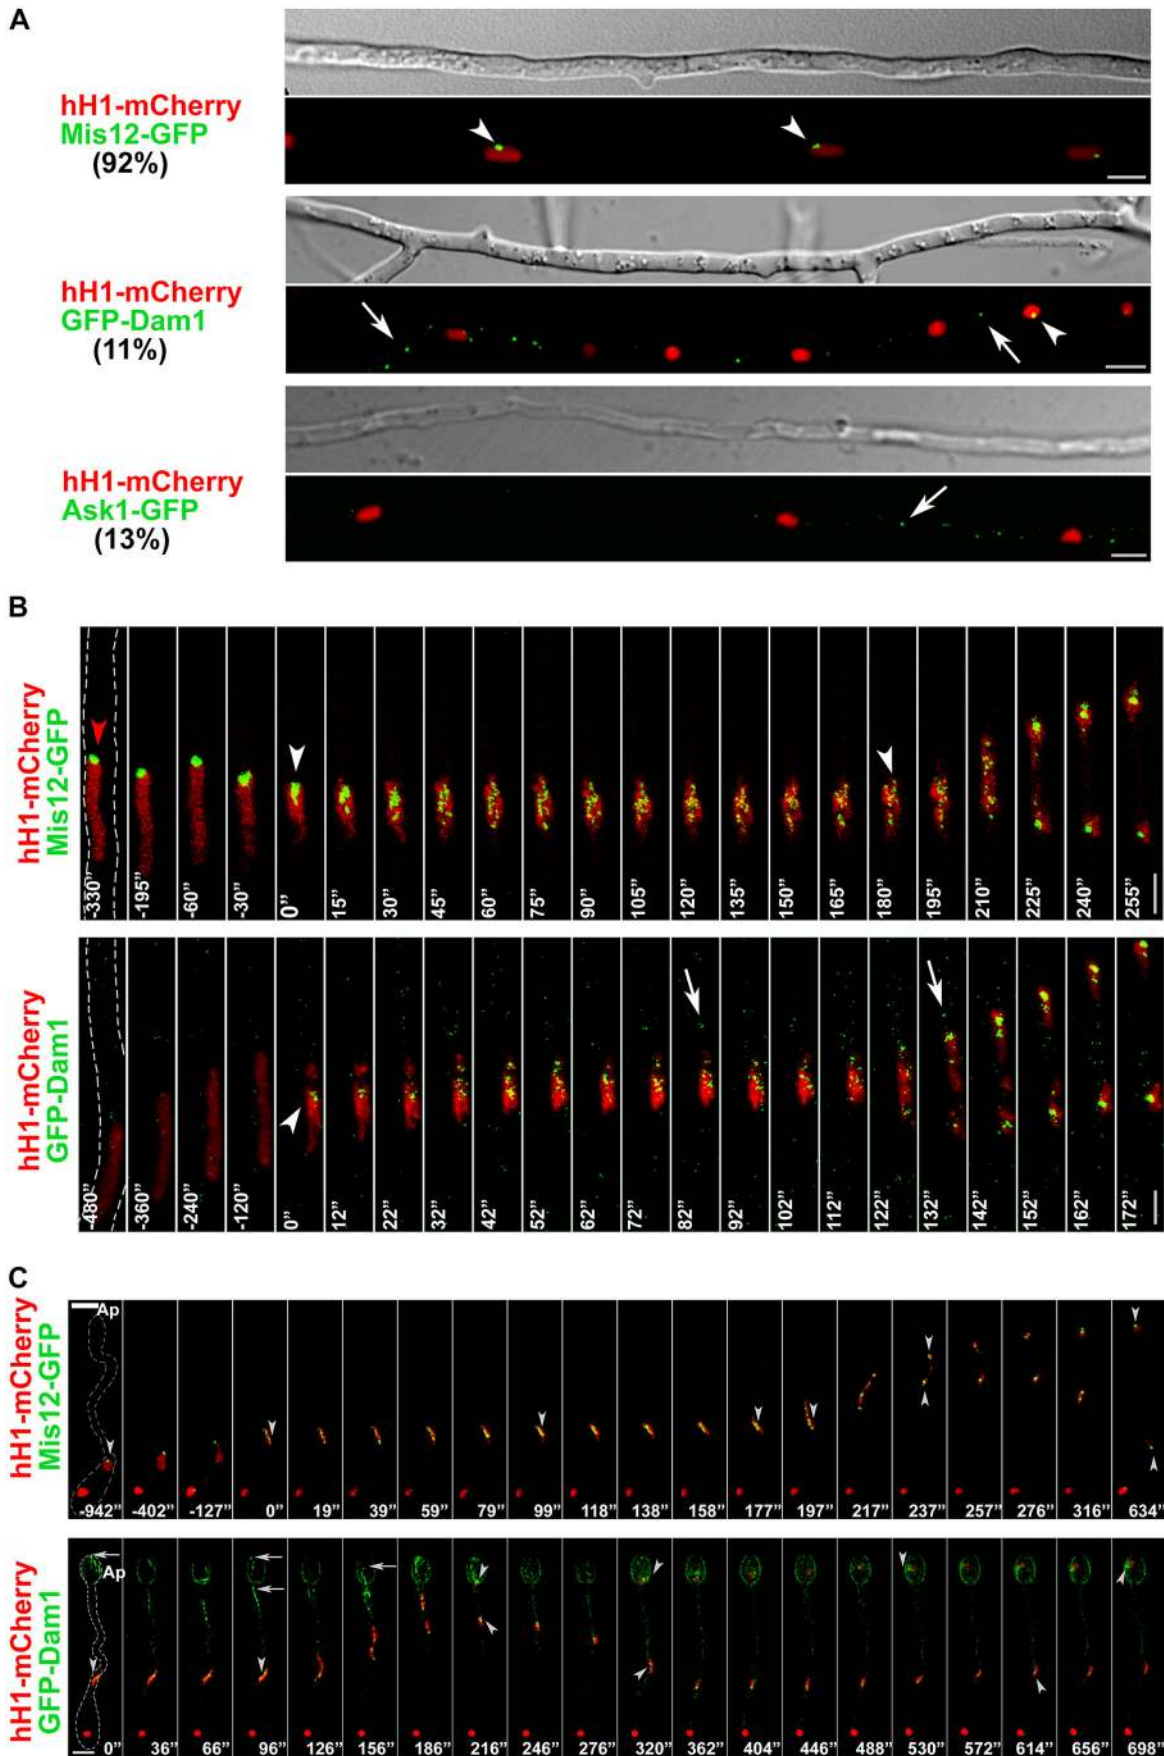 A
hH1-mCherry
Mis12-GFP
(92%)
hH1-mCherry
GFP-Dam1
(11%)
hH1-mCherry
Ask1-GFP
(13%)
B
hH1-mCherry
Mis12-GFP
-330” -195” -60” -30” 0” 15” 30” 45” 60” 75” 90” 105” 120” 135” 150” 165” 180” 195” 210” 225” 240” 255”
hH1-mCherry
GFP-Dam1
-480” -360” -240” -120” 0” 12” 22” 32” 42” 52” 62” 72” 82” 92” 102” 112” 122” 132” 142” 152” 162” 172”
C
hH1-mCherry
Mis12-GFP
Ap
-942” -402” -127” 0” 19” 39” 59” 79” 99” 118” 138” 158” 177” 197” 217” 237” 257” 276” 316” 634”
hH1-mCherry
GFP-Dam1
Ap
0” 36” 66” 96” 126” 156” 186” 216” 246” 276” 320” 362” 404” 446” 488” 530” 572” 614” 656” 698”